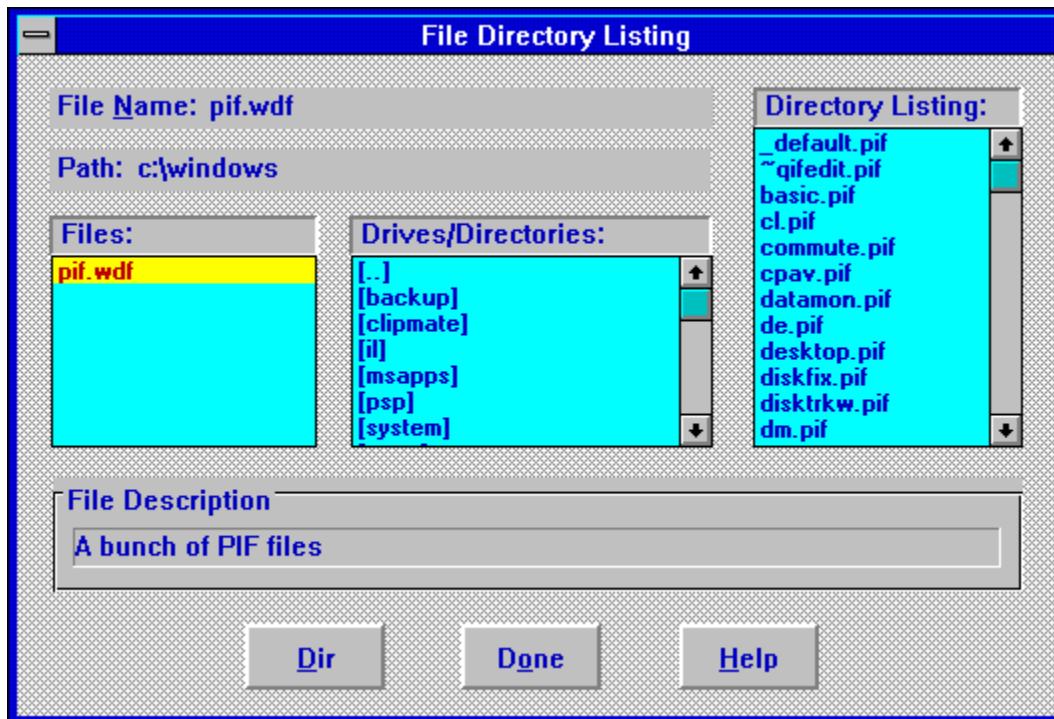 File Directory Listing
File Name: pif.wdf
Path: c:\windows
Files:
pif.wdf
Drives/Directories:
[..]
[backup]
[clipmate]
[il]
[msapps]
[psp]
[system]
Directory Listing:
_default.pif
~qifedit.pif
basic.pif
cl.pif
commute.pif
cpav.pif
datamon.pif
de.pif
desktop.pif
diskfix.pif
disktrkw.pif
dm.pif
File Description
A bunch of PIF files
Dir
Done
Help